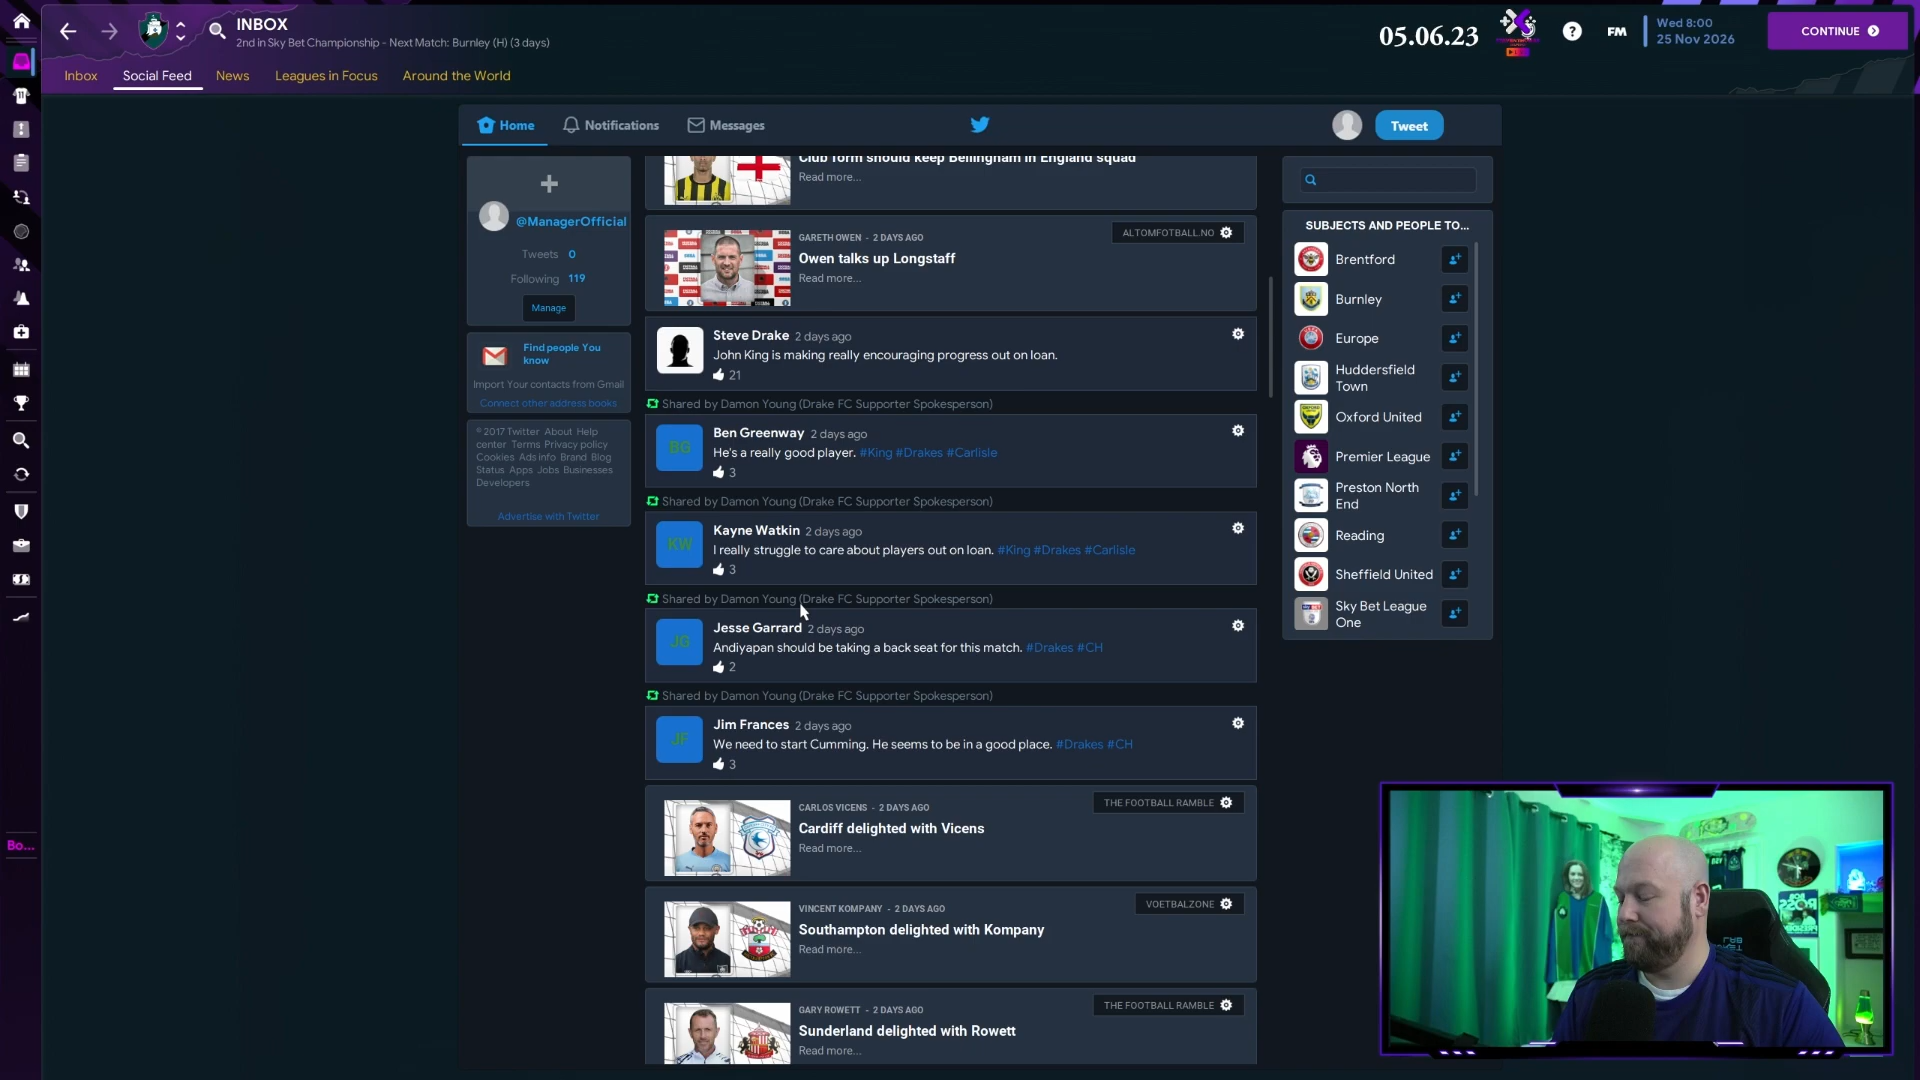 INBOX
2nd in Sky Bet Championship - Next Match: Burnley (H) (3 days)
05.06.23
FM
Wed 8:00
25 Nov 2026
CONTINUE
Inbox
Social Feed
News
Leagues in Focus
Around the World
Home
Notifications
Messages
Tweet
@ManagerOfficial
Tweets 0
Following 119
Manage
Find people You
know
Import Your contacts from Gmail
Connect other address books
© 2017 Twitter About Help
center Terms Privacy policy
Cookies Ads info Brand Blog
Status Apps Jobs Businesses
Developers
Advertise with Twitter
Bo...
Club form should keep Bellingham in England squad
Read more...
GARETH OWEN - 2 DAYS AGO
ALTOMFOTBALL.NO
Owen talks up Longstaff
Read more...
Steve Drake 2 days ago
John King is making really encouraging progress out on loan.
21
Shared by Damon Young (Drake FC Supporter Spokesperson)
BG
Ben Greenway 2 days ago
He's a really good player. #King #Drakes #Carlisle
3
Shared by Damon Young (Drake FC Supporter Spokesperson)
KW
Kayne Watkin 2 days ago
I really struggle to care about players out on loan. #King #Drakes #Carlisle
3
Shared by Damon Young (Drake FC Supporter Spokesperson)
JG
Jesse Garrard 2 days ago
Andiyapan should be taking a back seat for this match. #Drakes #CH
2
Shared by Damon Young (Drake FC Supporter Spokesperson)
JF
Jim Frances 2 days ago
We need to start Cumming. He seems to be in a good place. #Drakes #CH
3
CARLOS VICENS - 2 DAYS AGO
THE FOOTBALL RAMBLE
Cardiff delighted with Vicens
Read more...
VINCENT KOMPANY - 2 DAYS AGO
VOETBALZONE
Southampton delighted with Kompany
Read more...
GARY ROWETT - 2 DAYS AGO
THE FOOTBALL RAMBLE
Sunderland delighted with Rowett
Read more...
SUBJECTS AND PEOPLE TO...
Brentford
Burnley
Europe
Huddersfield
Town
Oxford United
Premier League
Preston North
End
Reading
Sheffield United
Sky Bet League
One